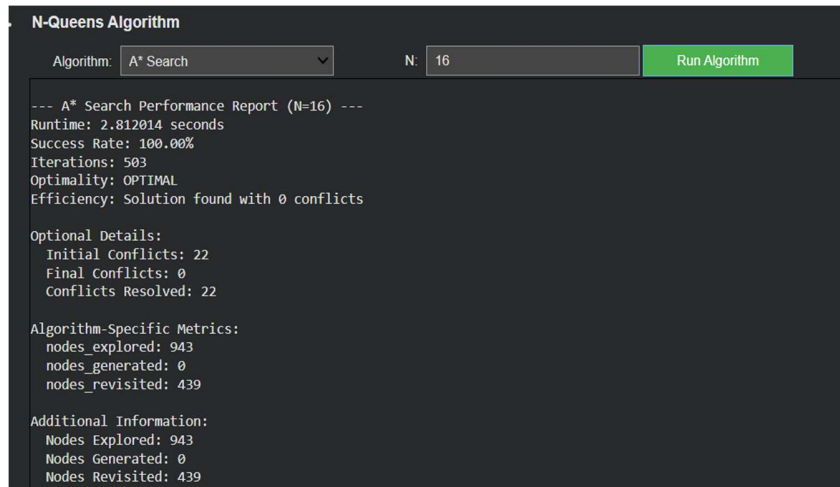 N-Queens Algorithm
Algorithm: A* Search N: 16 Run Algorithm
--- A* Search Performance Report (N=16) ---
Runtime: 2.812014 seconds
Success Rate: 100.00%
Iterations: 503
Optimality: OPTIMAL
Efficiency: Solution found with 0 conflicts
Optional Details:
Initial Conflicts: 22
Final Conflicts: 0
Conflicts Resolved: 22
Algorithm-Specific Metrics:
nodes_explored: 943
nodes_generated: 0
nodes_revisited: 439
Additional Information:
Nodes Explored: 943
Nodes Generated: 0
Nodes Revisited: 439